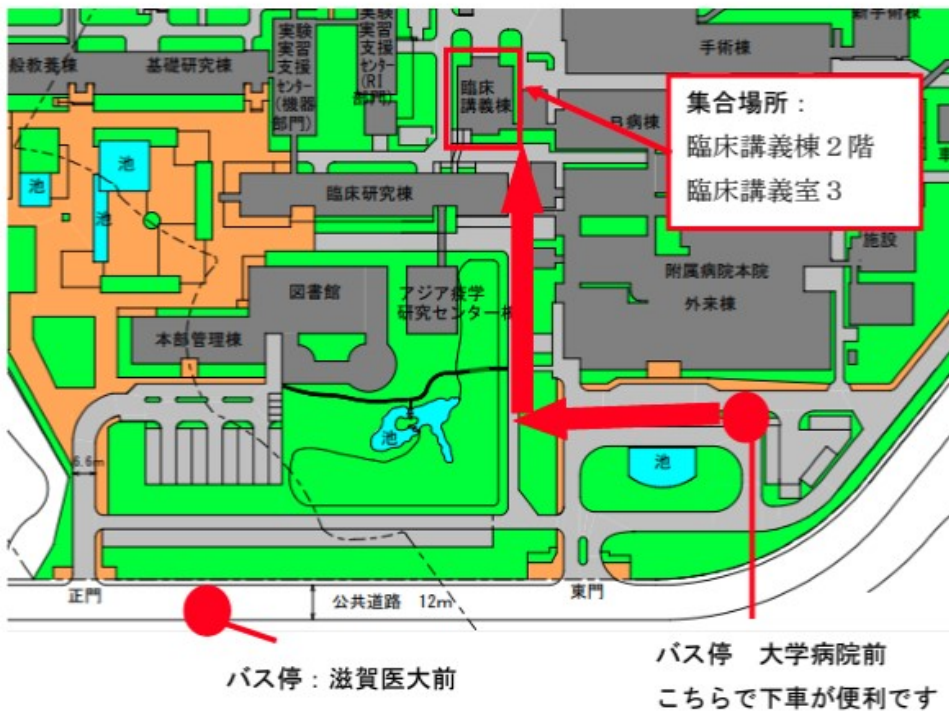 実験
実習
支援
センター
(機器
部門)
実験
実習
支援
センター
(RI
部門)
新手術棟
手術棟
般教養棟
基礎研究棟
臨床
講義棟
B病棟
集合場所：
臨床講義棟２階
臨床講義室３
池
池
池
臨床研究棟
施設
附属病院本院
外来棟
図書館
アジア疫学
研究センター棟
本部管理棟
池
池
6.6m
正門
公共道路 12m
東門
バス停：滋賀医大前
バス停　大学病院前
こちらで下車が便利です